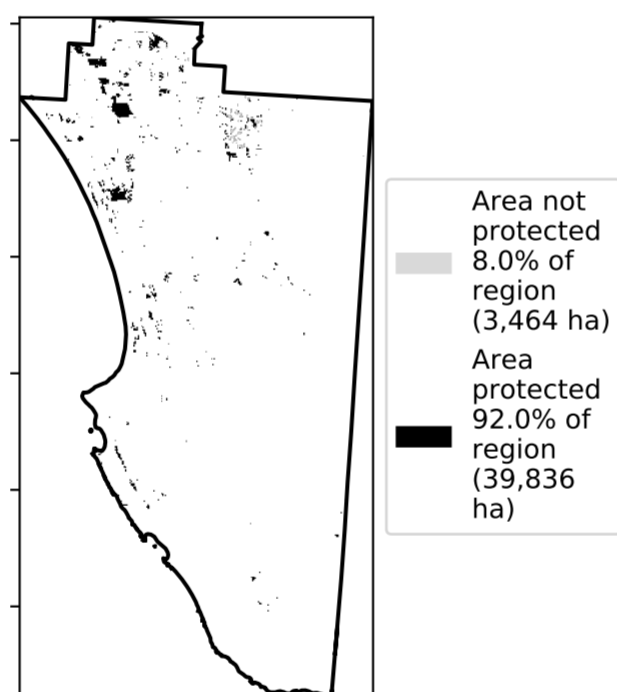 Area not
protected
8.0% of
region
(3,464 ha)
Area
protected
92.0% of
region
(39,836
ha)